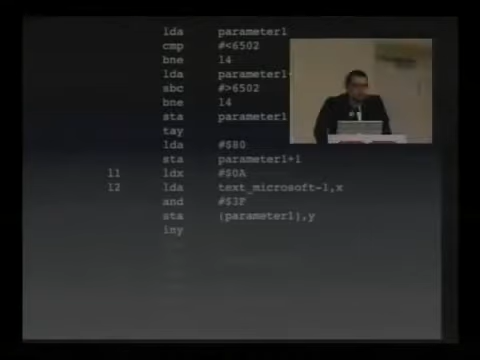 lda parameter1
cmp #<6502
bne 14
lda parameter1+
sbc #>6502
bne 14
sta parameter1
tay
lda #$80
sta parameter1+1
11 ldx #$0A
12 lda text_microsoft-1,x
and #$3F
sta (parameter1),y
iny